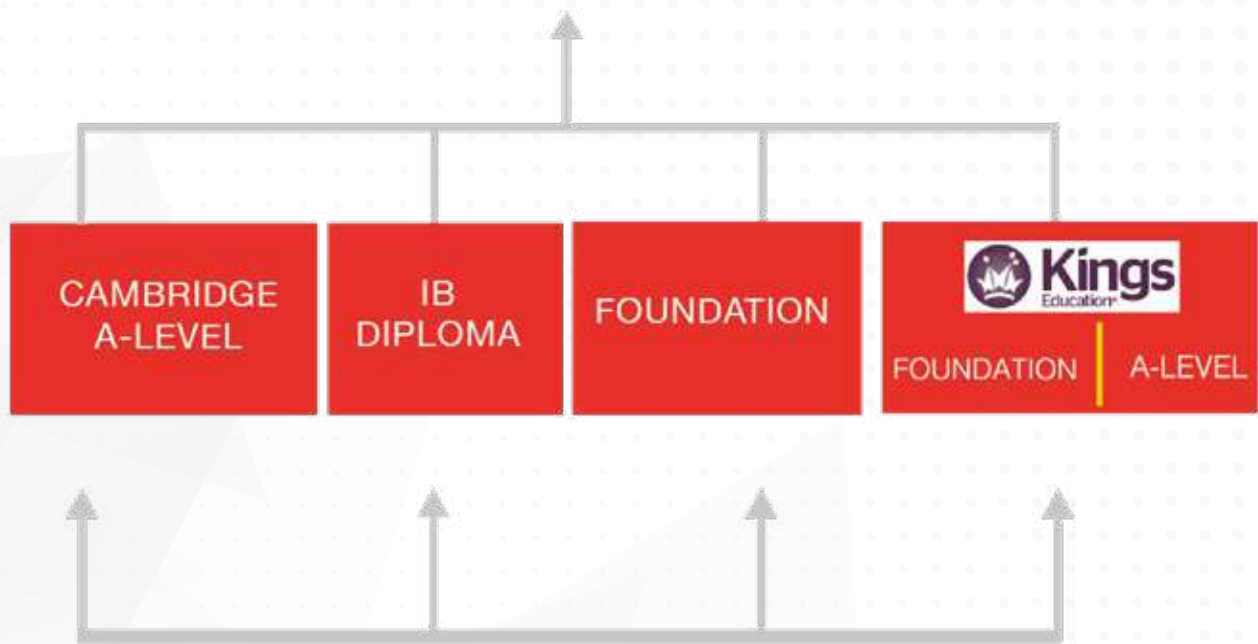 CAMBRIDGE
A-LEVEL
IB
DIPLOMA
FOUNDATION
Kings
Education
FOUNDATION
A-LEVEL